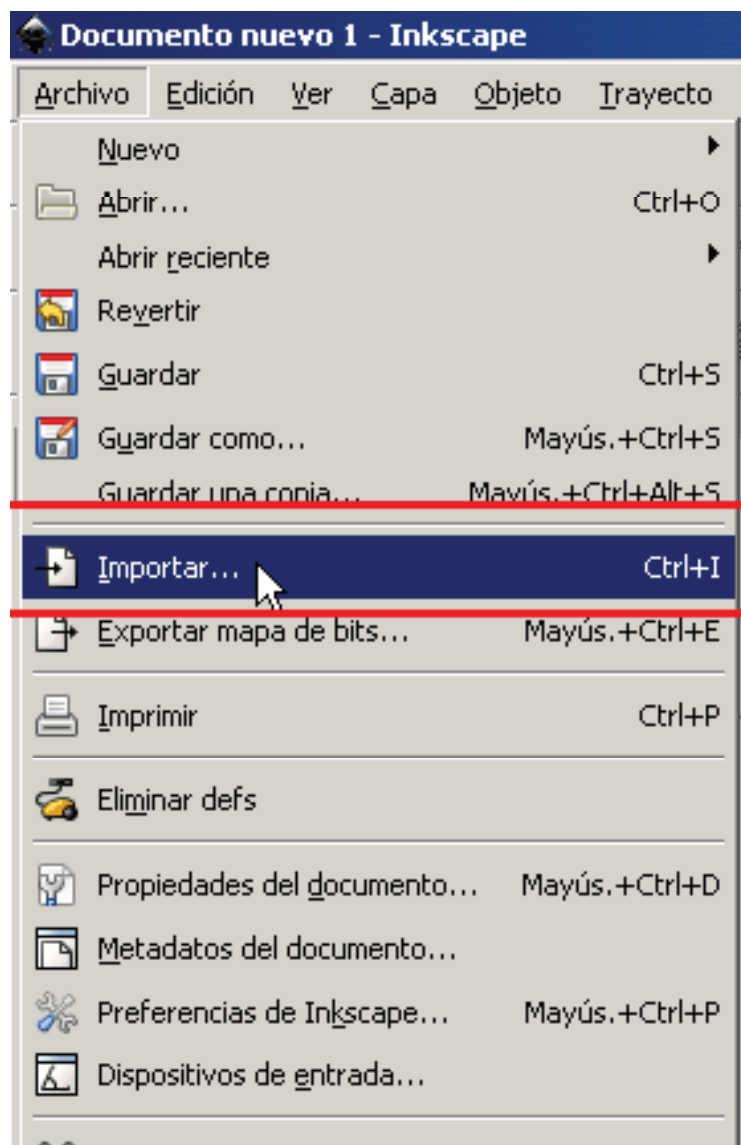 Documento nuevo 1 - Inkscape
Archivo Edición Ver Capa Objeto Trayecto
Nuevo
Abrir... Ctrl+O
Abrir reciente
Revertir
Guardar Ctrl+S
Guardar como... Mayús.+Ctrl+S
Guardar una copia... Mayús.+Ctrl+Alt+S
Importar... Ctrl+I
Exportar mapa de bits... Mayús.+Ctrl+E
Imprimir Ctrl+P
Eliminar defs
Propiedades del documento... Mayús.+Ctrl+D
Metadatos del documento...
Preferencias de Inkscape... Mayús.+Ctrl+P
Dispositivos de entrada...